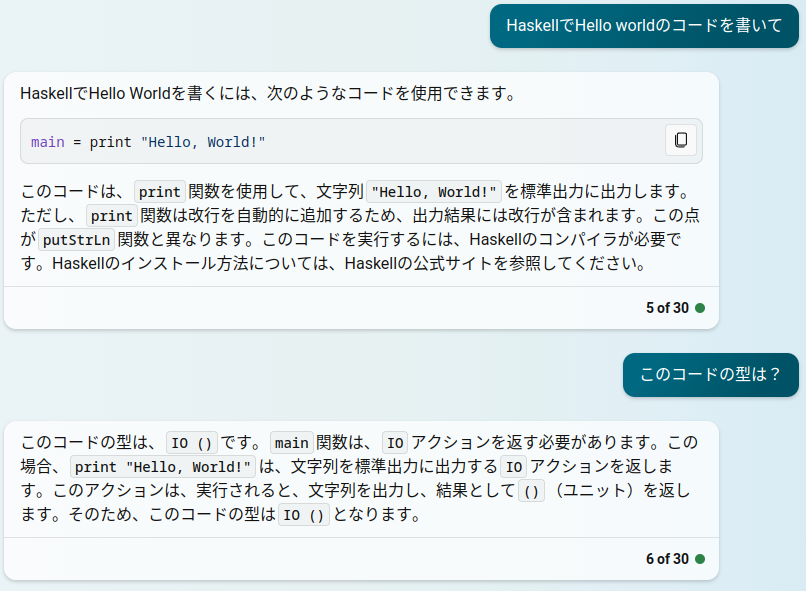 HaskellでHello worldのコードを書いて
HaskellでHello Worldを書くには、次のようなコードを使用できます。
main = print "Hello, World!"
このコードは、 print 関数を使用して、文字列 "Hello, World!" を標準出力に出力します。
ただし、 print 関数は改行を自動的に追加するため、出力結果には改行が含まれます。この点
が putStrLn 関数と異なります。このコードを実行するには、Haskellのコンパイラが必要で
す。Haskellのインストール方法については、Haskellの公式サイトを参照してください。
5 of 30
このコードの型は？
このコードの型は、 IO () です。 main 関数は、 IO アクションを返す必要があります。この
場合、 print "Hello, World!" は、文字列を標準出力に出力する IO アクションを返しま
す。このアクションは、実行されると、文字列を出力し、結果として () （ユニット）を返し
ます。そのため、このコードの型は IO () となります。
6 of 30